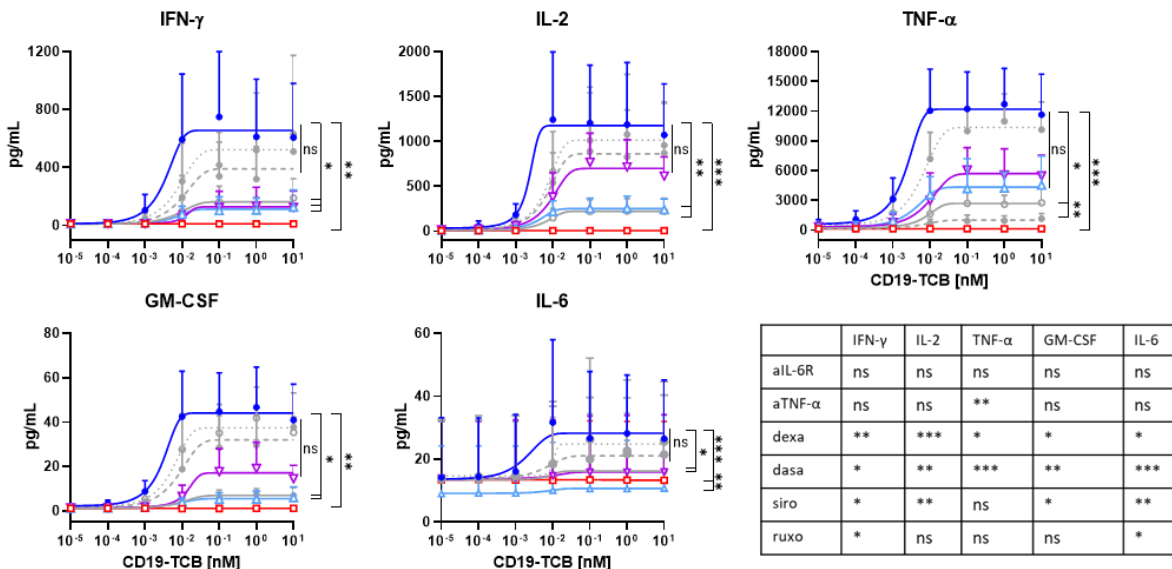 IFN-γ
pg/mL
1200
800
400
0
10-5 10-4 10-3 10-2 10-1 100 101
ns
*
**
IL-2
pg/mL
2000
1500
1000
500
0
10-5 10-4 10-3 10-2 10-1 100 101
ns
**
***
TNF-α
pg/mL
18000
15000
12000
9000
6000
3000
0
10-5 10-4 10-3 10-2 10-1 100 101
CD19-TCB [nM]
ns
*
**
***
GM-CSF
pg/mL
80
60
40
20
0
10-5 10-4 10-3 10-2 10-1 100 101
CD19-TCB [nM]
ns
*
**
IL-6
pg/mL
60
40
20
0
10-5 10-4 10-3 10-2 10-1 100 101
CD19-TCB [nM]
ns
*
***
**
IFN-γ IL-2 TNF-α GM-CSF IL-6
aIL-6R ns ns ns ns ns
aTNF-α ns ns ** ns ns
dexa ** *** * * *
dasa * ** *** ** ***
siro * ** ns * **
ruxo * ns ns ns *